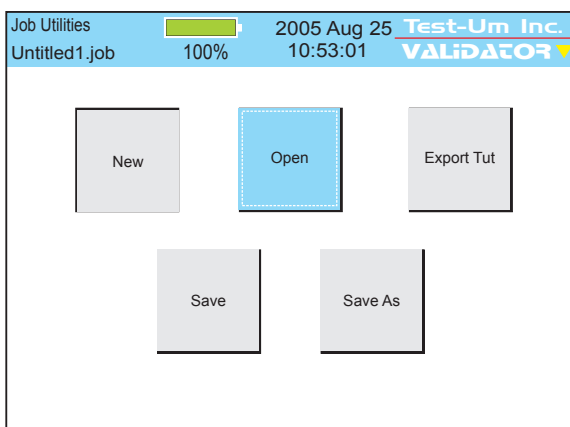 Job Utilities
Untitled1.job
100%
2005 Aug 25
10:53:01
Test-Um Inc.
VALiDATOR
New
Open
Export Tut
Save
Save As